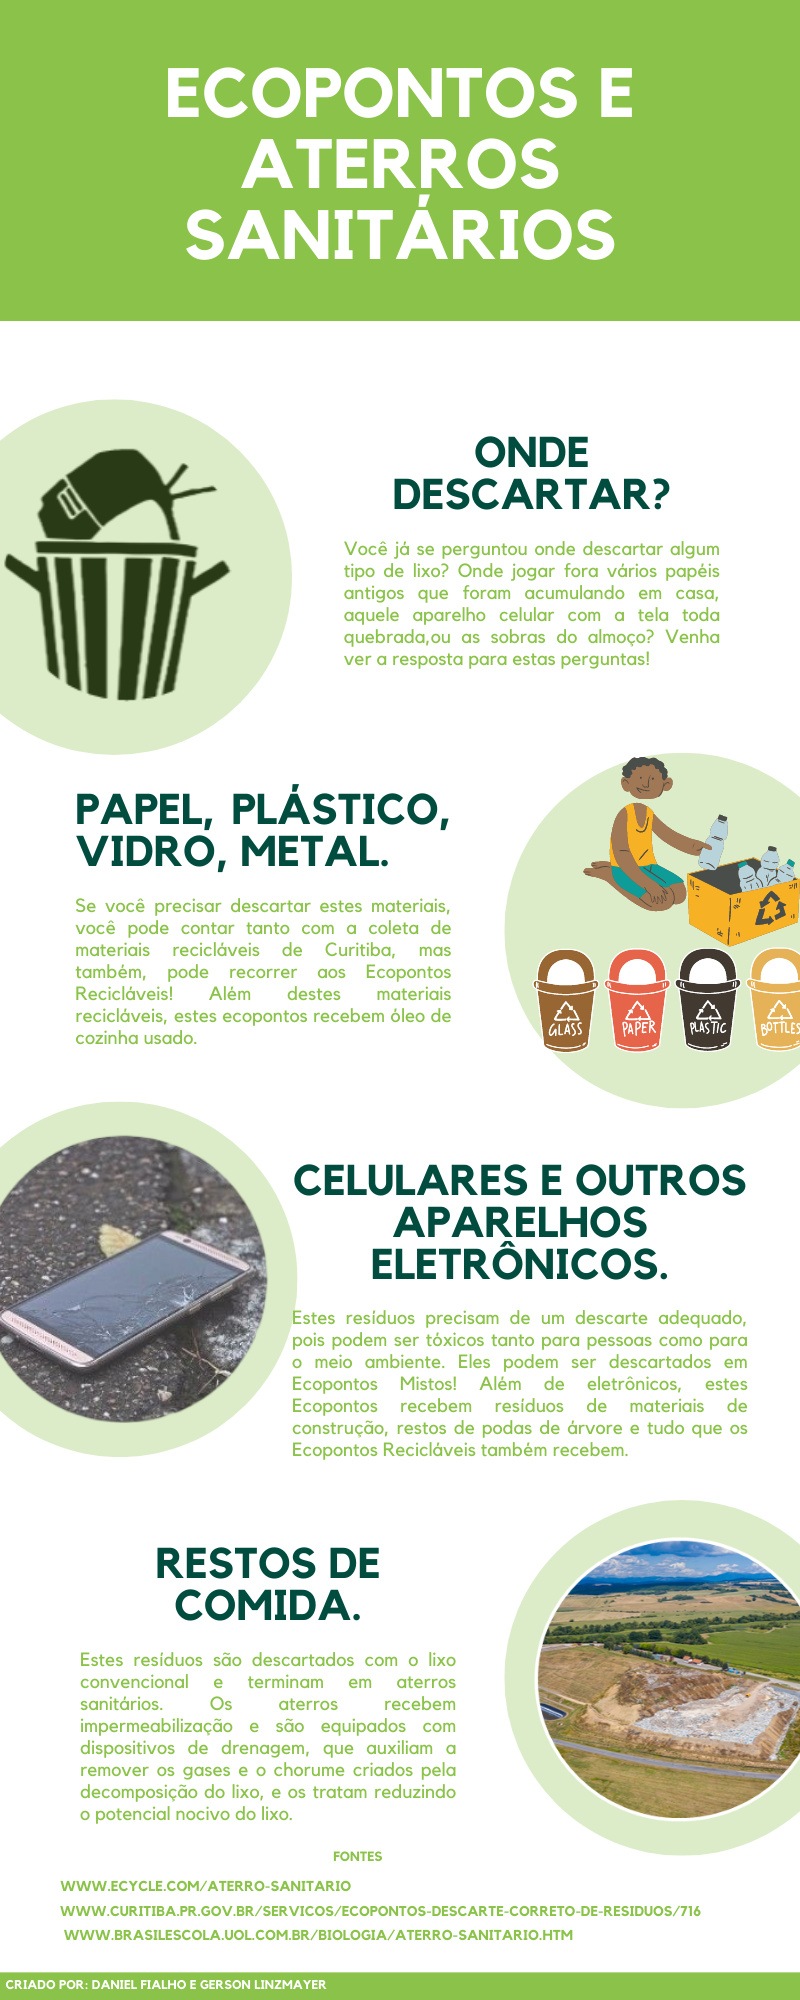 ECOPONTOS E
ATERROS
SANITÁRIOS
ONDE
DESCARTAR?
Você já se perguntou onde descartar algum
tipo de lixo? Onde jogar fora vários papéis
antigos que foram acumulando em casa,
aquele aparelho celular com a tela toda
quebrada,ou as sobras do almoço? Venha
ver a resposta para estas perguntas!
PAPEL, PLÁSTICO,
VIDRO, METAL.
Se você precisar descartar estes materiais,
você pode contar tanto com a coleta de
materiais recicláveis de Curitiba, mas
também, pode recorrer aos Ecopontos
Recicláveis! Além destes materiais
recicláveis, estes ecopontos recebem óleo de
cozinha usado.
GLASS
PAPER
PLASTIC
BOTTLES
CELULARES E OUTROS
APARELHOS
ELETRÔNICOS.
Estes resíduos precisam de um descarte adequado,
pois podem ser tóxicos tanto para pessoas como para
o meio ambiente. Eles podem ser descartados em
Ecopontos Mistos! Além de eletrônicos, estes
Ecopontos recebem resíduos de materiais de
construção, restos de podas de árvore e tudo que os
Ecopontos Recicláveis também recebem.
RESTOS DE
COMIDA.
Estes resíduos são descartados com o lixo
convencional e terminam em aterros
sanitários. Os aterros recebem
impermeabilização e são equipados com
dispositivos de drenagem, que auxiliam a
remover os gases e o chorume criados pela
decomposição do lixo, e os tratam reduzindo
o potencial nocivo do lixo.
FONTES
WWW.ECYCLE.COM/ATERRO-SANITARIO
WWW.CURITIBA.PR.GOV.BR/SERVICOS/ECOPONTOS-DESCARTE-CORRETO-DE-RESIDUOS/716
WWW.BRASILESCOLA.UOL.COM.BR/BIOLOGIA/ATERRO-SANITARIO.HTM
CRIADO POR: DANIEL FIALHO E GERSON LINZMAYER